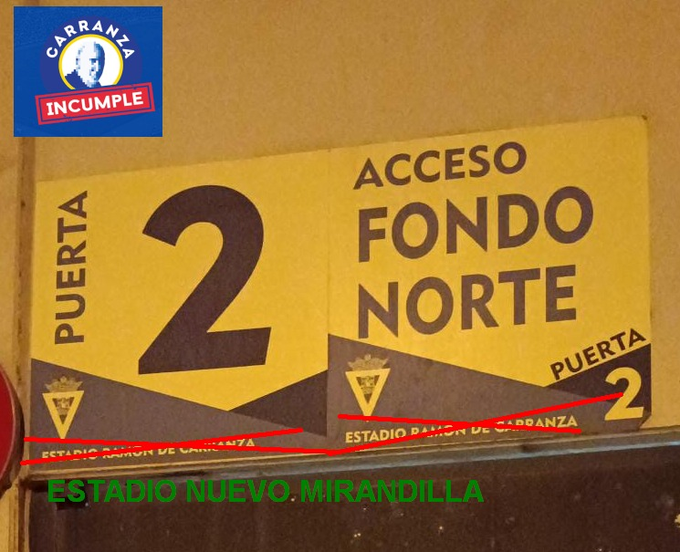 CARRANZA
INCUMPLE
PUERTA
2
ESTADIO RAMÓN DE CARRANZA
ACCESO
FONDO
NORTE
PUERTA
2
ESTADIO RAMÓN DE CARRANZA
ESTADIO NUEVO MIRANDILLA